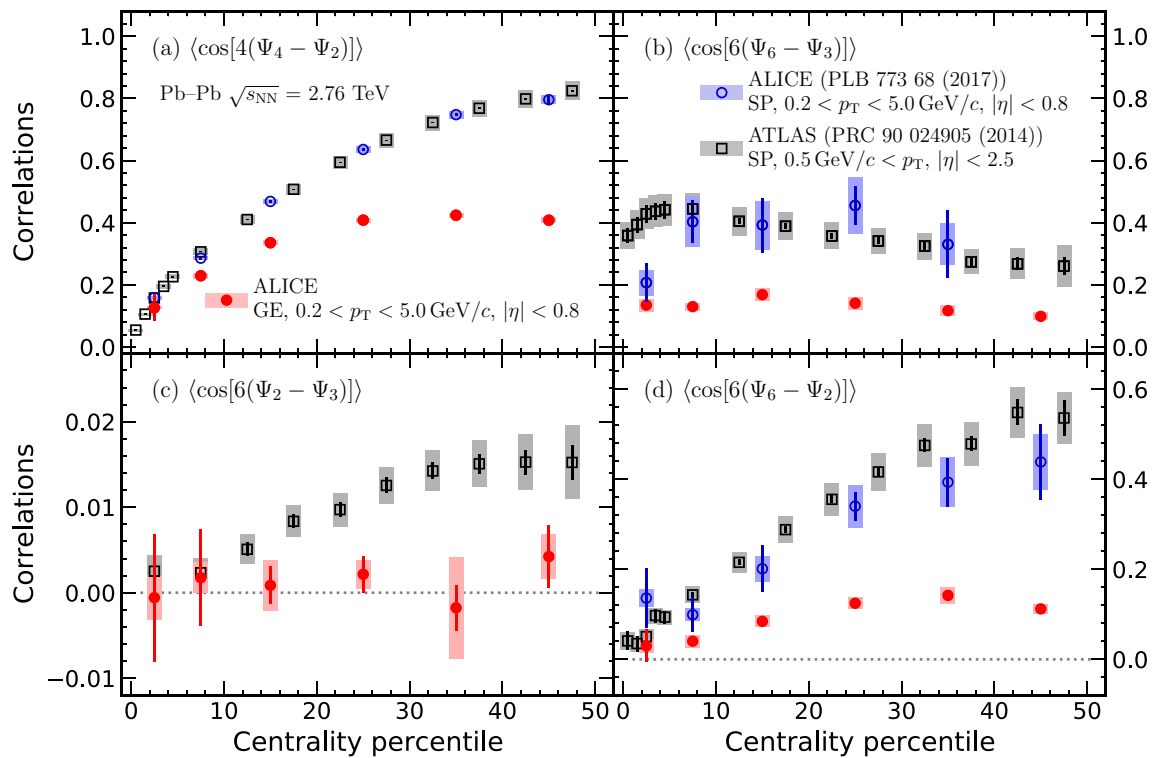 (a) ⟨cos[4(Ψ4 − Ψ2)]⟩
Pb–Pb √sNN = 2.76 TeV
ALICE
GE, 0.2 < pT < 5.0 GeV/c, |η| < 0.8
1.0
0.8
0.6
0.4
0.2
0.0
Correlations
(b) ⟨cos[6(Ψ6 − Ψ3)]⟩
ALICE (PLB 773 68 (2017))
SP, 0.2 < pT < 5.0 GeV/c, |η| < 0.8
ATLAS (PRC 90 024905 (2014))
SP, 0.5 GeV/c < pT, |η| < 2.5
1.0
0.8
0.6
0.4
0.2
0.0
(c) ⟨cos[6(Ψ2 − Ψ3)]⟩
0.02
0.01
0.00
−0.01
Correlations
0 10 20 30 40 50
Centrality percentile
(d) ⟨cos[6(Ψ6 − Ψ2)]⟩
0.6
0.4
0.2
0.0
0 10 20 30 40 50
Centrality percentile